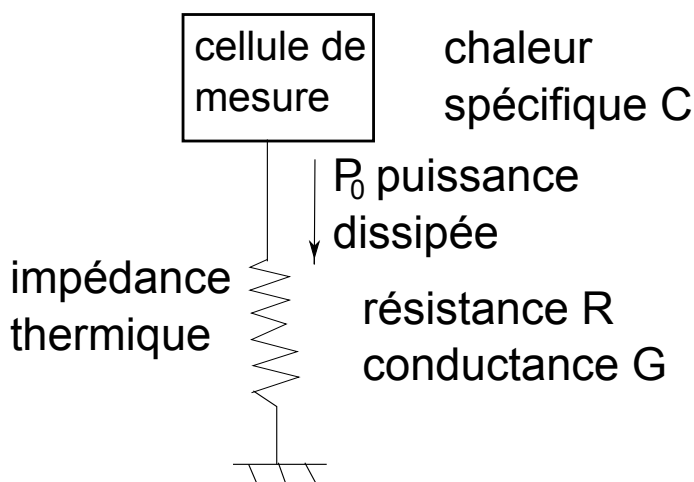 cellule de
mesure
chaleur
spécifique C
P0 puissance
dissipée
impédance
thermique
résistance R
conductance G